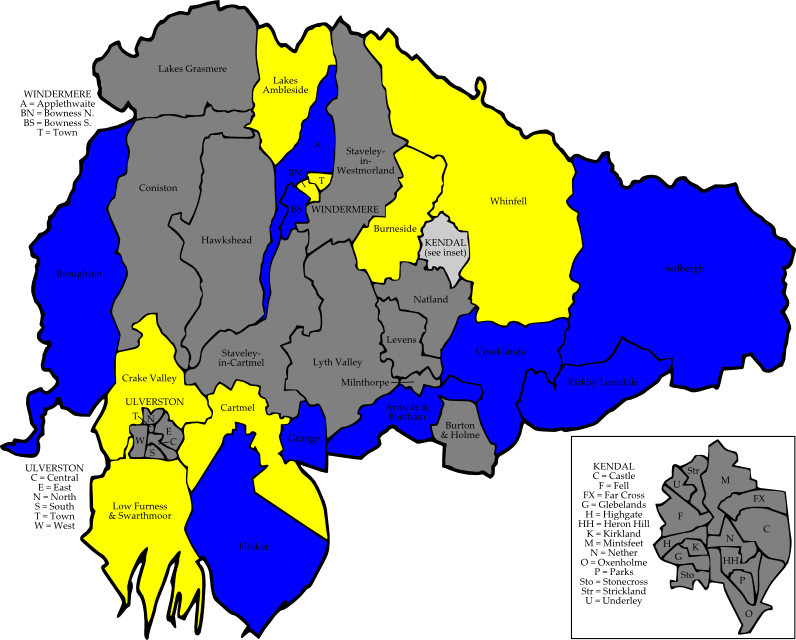 Lakes Grasmere
Lakes
Ambleside
WINDERMERE
A = Applethwaite
BN = Bowness N.
BS = Bowness S.
T = Town
A
Staveley-
in-
Westmorland
BN
T
BS
WINDERMERE
Coniston
Hawkshead
Whinfell
Burneside
KENDAL
(see inset)
Broughton
Sedbergh
Natland
Levens
Crooklands
Staveley-
in-Cartmel
Lyth Valley
Milnthorpe
Kirkby Lonsdale
Crake Valley
ULVERSTON
T
N
E
W
C
S
Cartmel
Arnside &
Beetham
Grange
Burton
& Holme
ULVERSTON
C = Central
E = East
N = North
S = South
T = Town
W = West
Low Furness
& Swarthmoor
Holker
KENDAL
C = Castle
F = Fell
FX = Far Cross
G = Glebelands
H = Highgate
HH = Heron Hill
K = Kirkland
M = Mintsfeet
N = Nether
O = Oxenholme
P = Parks
Sto = Stonecross
Str = Strickland
U = Underley
Str
M
U
FX
F
C
N
H
K
G
HH
Sto
P
O